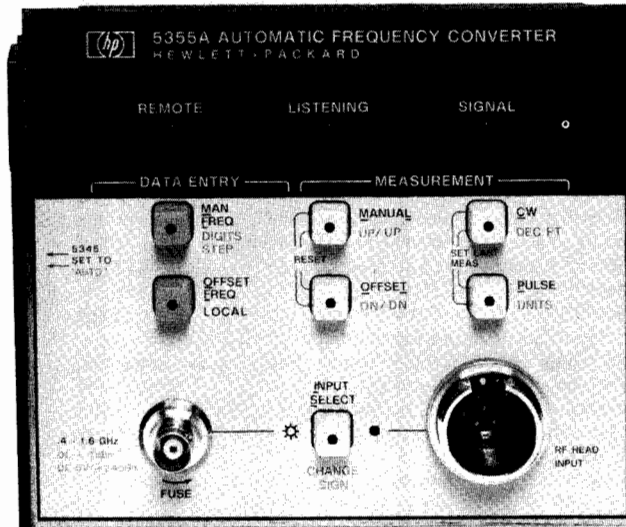 hp 5355A AUTOMATIC FREQUENCY CONVERTER
HEWLETT-PACKARD
REMOTE LISTENING SIGNAL
DATA ENTRY MEASUREMENT
MAN
FREQ
DIGITS
STEP
MANUAL
UP/UP
CW
DEC PT
5345
SET TO
"AUTO"
RESET
MEAS
OFFSET
FREQ
LOCAL
OFFSET
ON/DN
PULSE
UNITS
INPUT
SELECT
.4 - 1.6 GHz
FUSE
CHANGE
SIGN
RF HEAD
INPUT